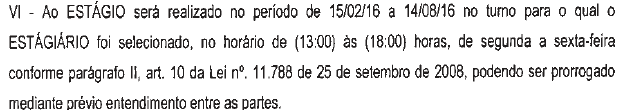 VI - Ao ESTÁGIO será realizado no período de 15/02/16 a 14/08/16 no turno para o qual o
ESTÁGIÁRIO foi selecionado, no horário de (13:00) às (18:00) horas, de segunda a sexta-feira
conforme parágrafo II, art. 10 da Lei nº. 11.788 de 25 de setembro de 2008, podendo ser prorrogado
mediante prévio entendimento entre as partes.